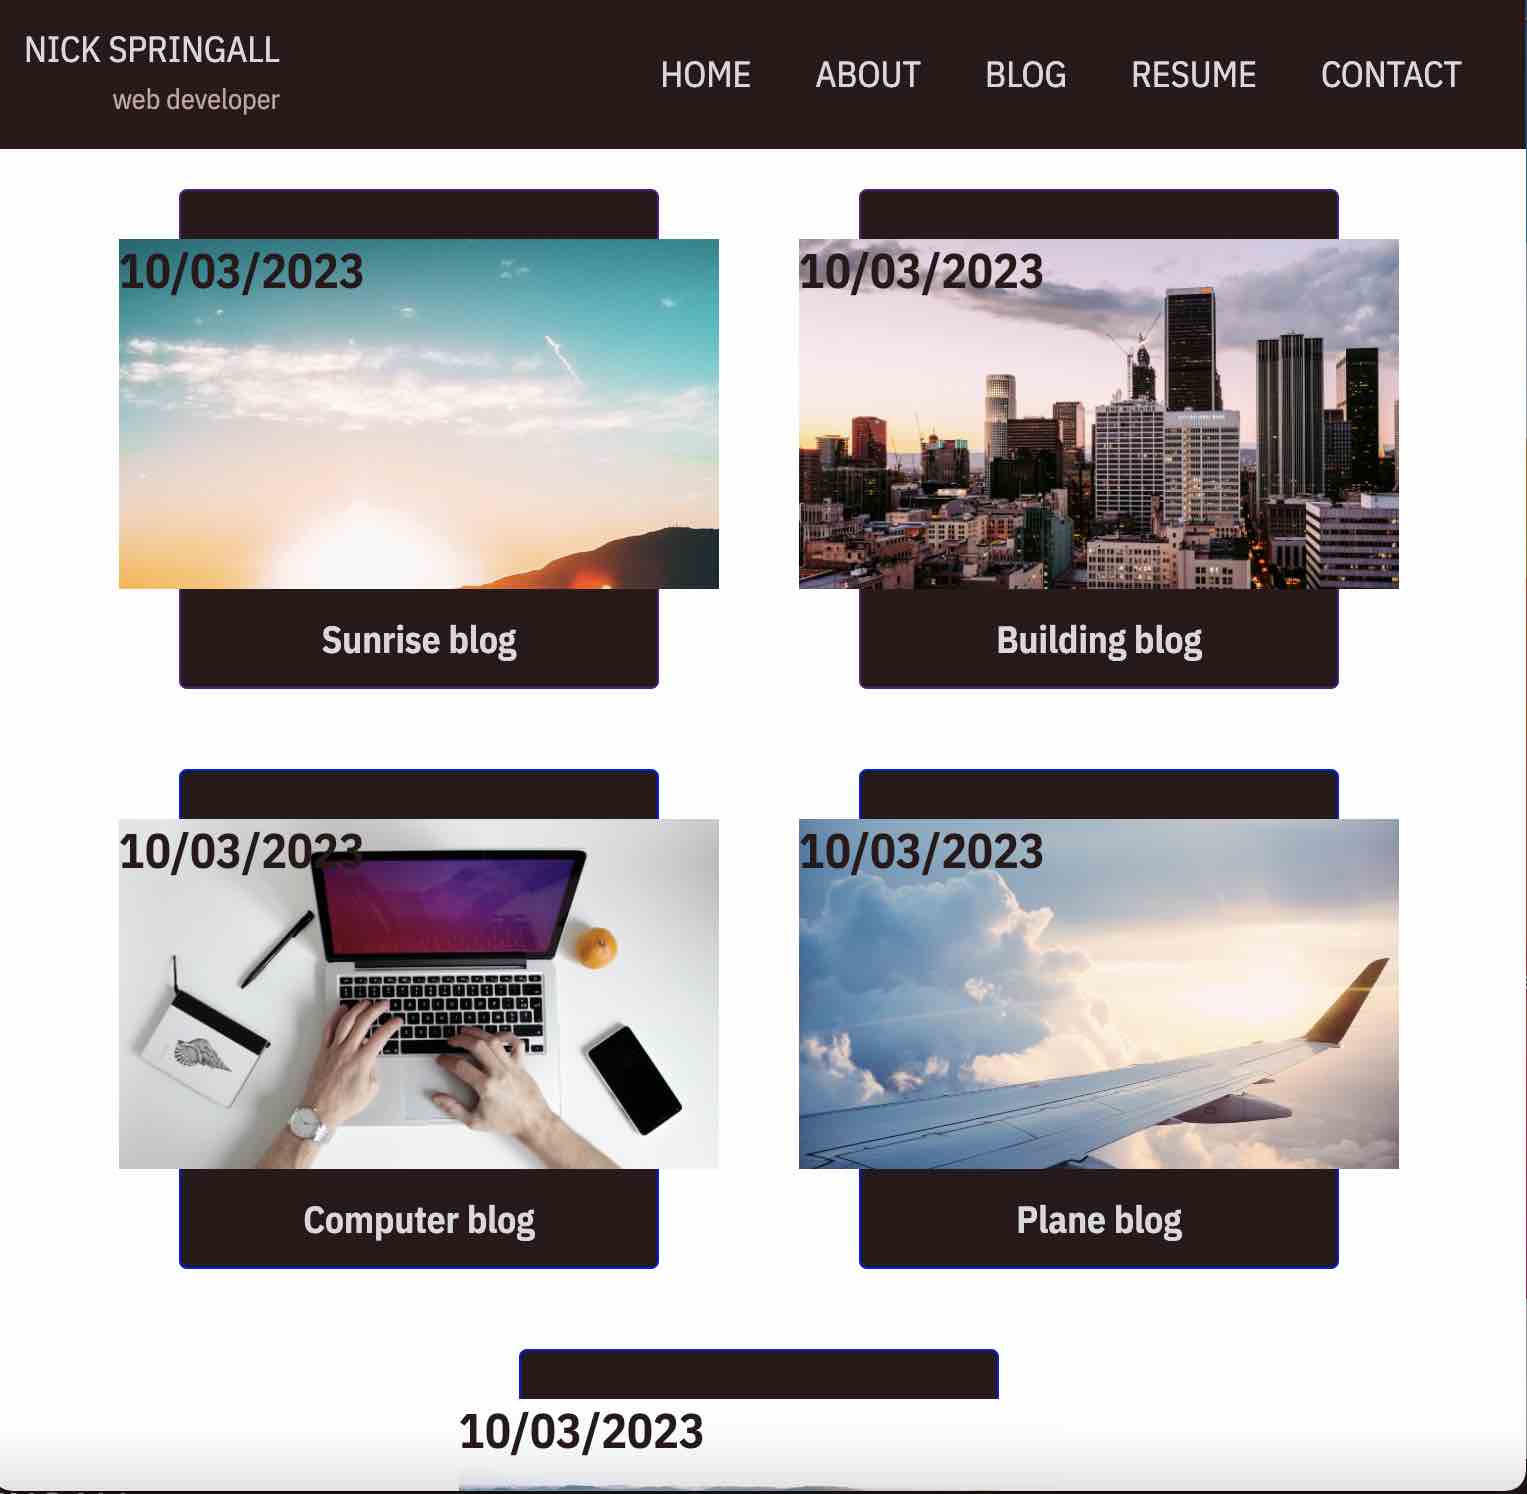 NICK SPRINGALL
web developer
HOME ABOUT BLOG RESUME CONTACT
10/03/2023
Sunrise blog
10/03/2023
Building blog
10/03/2023
Computer blog
10/03/2023
Plane blog
10/03/2023